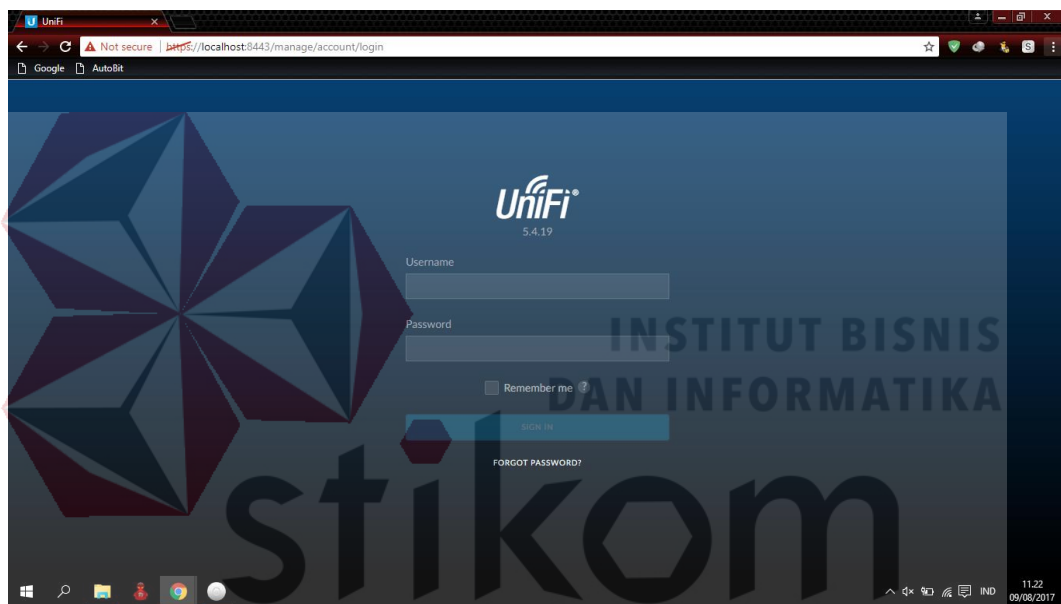 UniFi
Not secure | https://localhost:8443/manage/account/login
Google AutoBit
UniFi®
5.4.19
Username
Password
Remember me ?
SIGN IN
FORGOT PASSWORD?
INSTITUT BISNIS
DAN INFORMATIKA
stikom
IND
11.22
09/08/2017